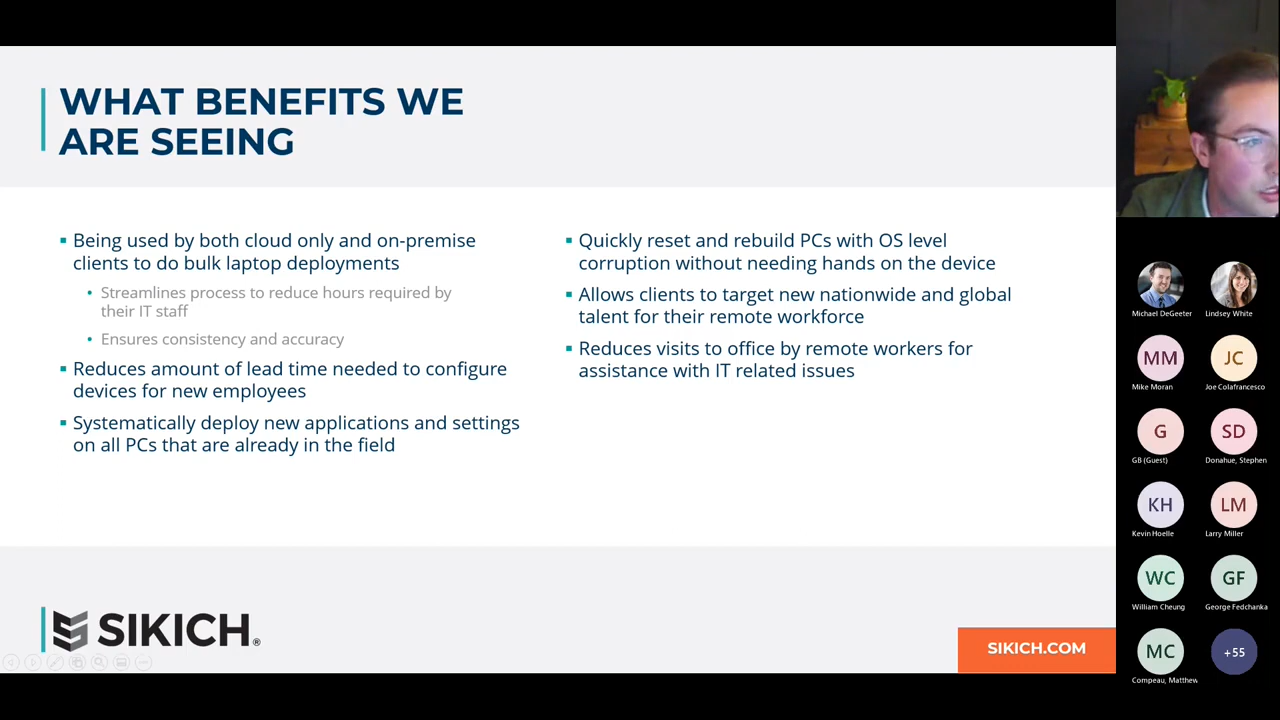 WHAT BENEFITS WE
ARE SEEING
Being used by both cloud only and on-premise
clients to do bulk laptop deployments
Streamlines process to reduce hours required by
their IT staff
Ensures consistency and accuracy
Reduces amount of lead time needed to configure
devices for new employees
Systematically deploy new applications and settings
on all PCs that are already in the field
Quickly reset and rebuild PCs with OS level
corruption without needing hands on the device
Allows clients to target new nationwide and global
talent for their remote workforce
Reduces visits to office by remote workers for
assistance with IT related issues
SIKICH®
SIKICH.COM
Michael DeGeeter
Lindsey White
MM
JC
Mike Moran
Joe Colafrancesco
G
SD
GB (Guest)
Donahue, Stephen
KH
LM
Kevin Hoelle
Larry Miller
WC
GF
William Cheung
George Fedchanka
MC
+55
Compeau, Matthew